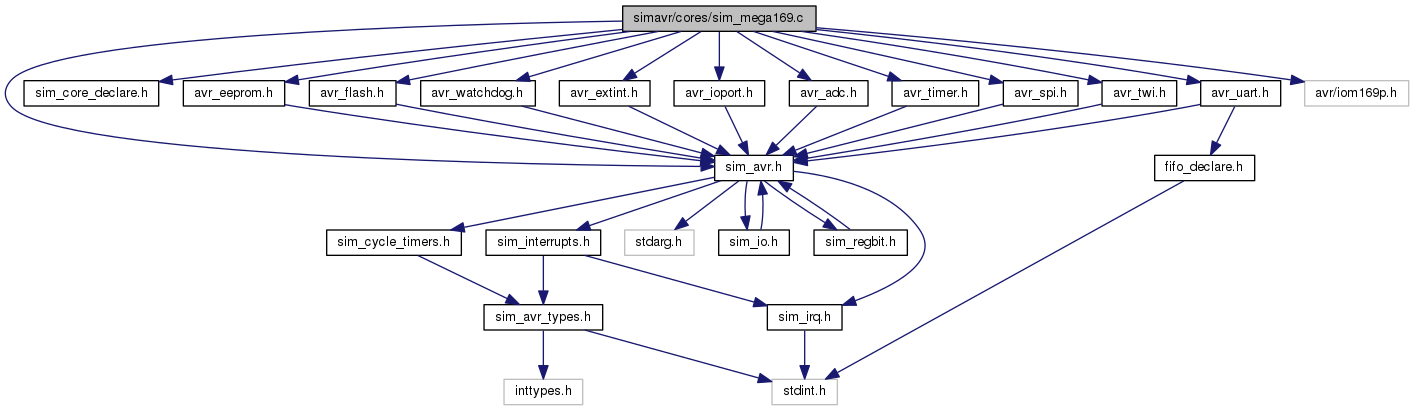 simavr/cores/sim_mega169.c
sim_core_declare.h
avr_eeprom.h
avr_flash.h
avr_watchdog.h
avr_extint.h
avr_ioport.h
avr_adc.h
avr_timer.h
avr_spi.h
avr_twi.h
avr_uart.h
avr/iom169p.h
sim_avr.h
fifo_declare.h
sim_cycle_timers.h
sim_interrupts.h
stdarg.h
sim_io.h
sim_regbit.h
sim_avr_types.h
sim_irq.h
inttypes.h
stdint.h